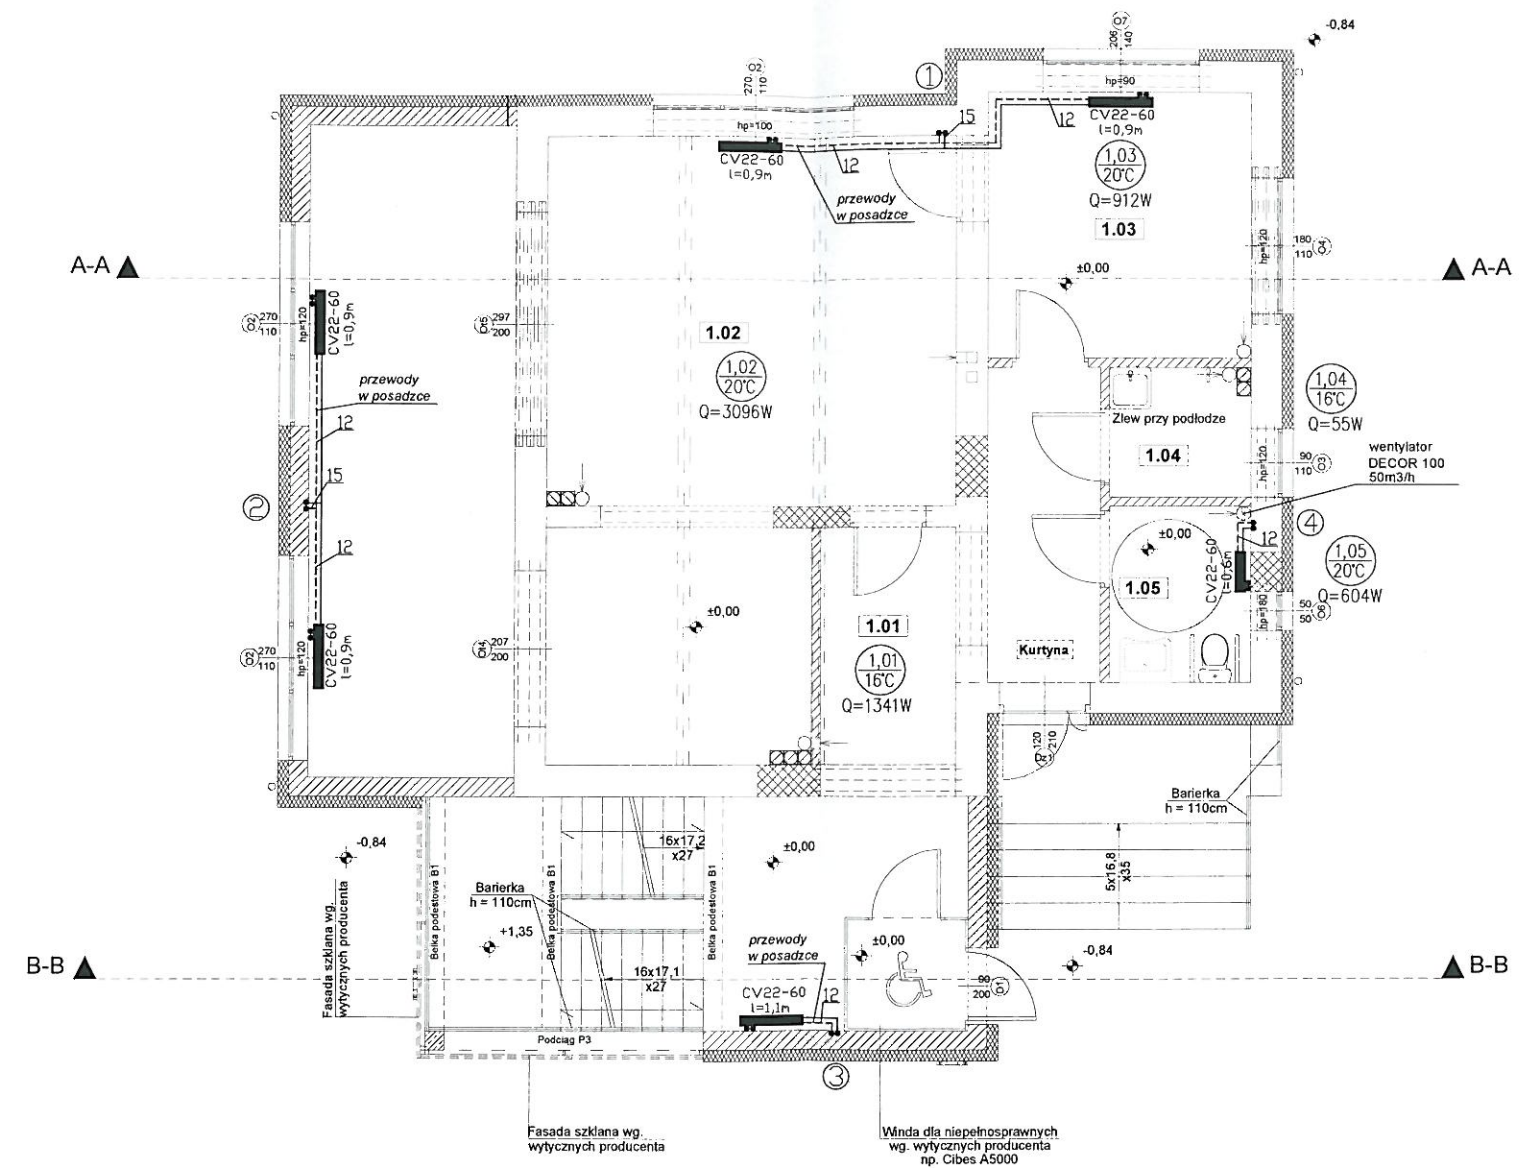 -0,84
O7
206
140
O2
270
110
1
hp=90
hp=100
15
12
CV22-60
l=0,9m
CV22-60
l=0,9m
12
1,03
20°C
Q=912W
1.03
przewody
w posadzce
hp=120
180
110
O4
A-A
A-A
±0,00
O2
270
110
hp=120
CV22-60
l=0,9m
Ot5
297
200
1.02
1,02
20°C
Q=3096W
przewody
w posadzce
12
1,04
16°C
Q=55W
Zlew przy podłodze
1.04
hp=120
90
110
O3
wentylator
DECOR 100
50m3/h
15
2
4
12
±0,00
12
1,05
20°C
Q=604W
CV22-60
l=0,6m
1.05
hp=180
50
50
O6
±0,00
1.01
1,01
16°C
Q=1341W
Kurtyna
O2
270
110
hp=120
CV22-60
l=0,9m
Ot4
207
200
120
210
Dz1
Barierka
h = 110cm
-0,84
16x17,2
x27
±0,00
5x16,8
x35
Belka podestowa B1
Belka podestowa B1
Belka podestowa B1
Barierka
h = 110cm
+1,35
Fasada szklana wg.
wytycznych producenta
przewody
w posadzce
±0,00
-0,84
B-B
B-B
16x17,1
x27
CV22-60
l=1,1m
12
90
200
D1
Podciąg P3
3
Fasada szklana wg.
wytycznych producenta
Winda dla niepełnosprawnych
wg. wytycznych producenta
np. Cibes A5000